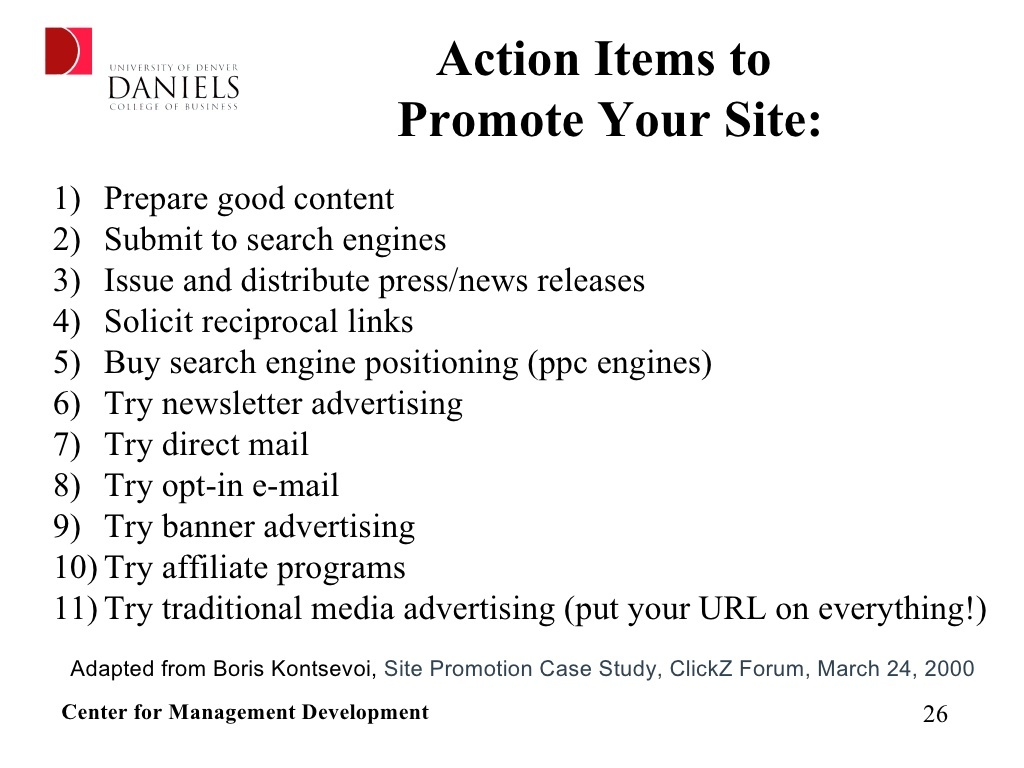 UNIVERSITY OF DENVER
DANIELS
COLLEGE OF BUSINESS
Action Items to
Promote Your Site:
1) Prepare good content
2) Submit to search engines
3) Issue and distribute press/news releases
4) Solicit reciprocal links
5) Buy search engine positioning (ppc engines)
6) Try newsletter advertising
7) Try direct mail
8) Try opt-in e-mail
9) Try banner advertising
10) Try affiliate programs
11) Try traditional media advertising (put your URL on everything!)
Adapted from Boris Kontsevoi, Site Promotion Case Study, ClickZ Forum, March 24, 2000
Center for Management Development
26